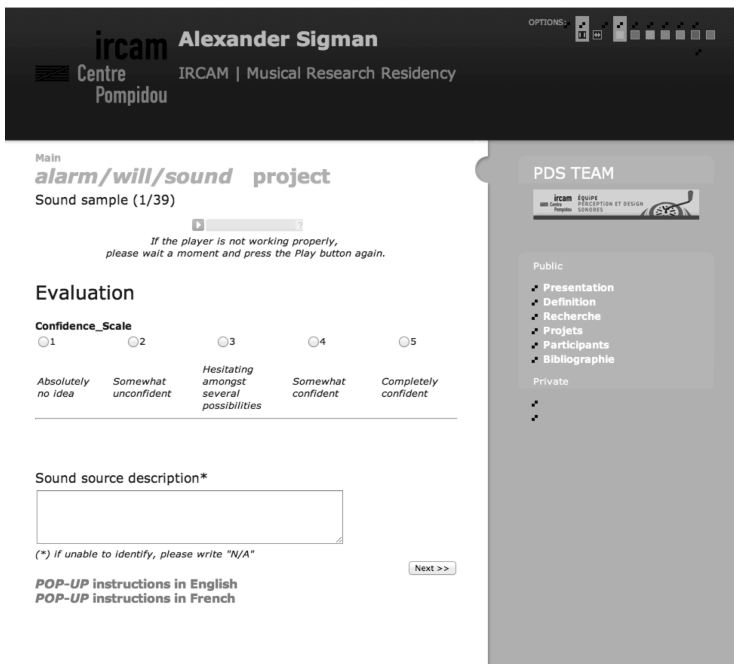 OPTIONS:
ircam
Centre
Pompidou
Alexander Sigman
IRCAM | Musical Research Residency
Main
alarm/will/sound project
Sound sample (1/39)
If the player is not working properly,
please wait a moment and press the Play button again.
Evaluation
Confidence_Scale
1 2 3 4 5
Absolutely no idea
Somewhat unconfident
Hesitating amongst several possibilities
Somewhat confident
Completely confident
Sound source description*
(*) if unable to identify, please write "N/A"
Next >>
POP-UP instructions in English
POP-UP instructions in French
PDS TEAM
ircam
Centre
Pompidou
ÉQUIPE
PERCEPTION ET DESIGN
SONORES
Public
Presentation
Definition
Recherche
Projets
Participants
Bibliographie
Private